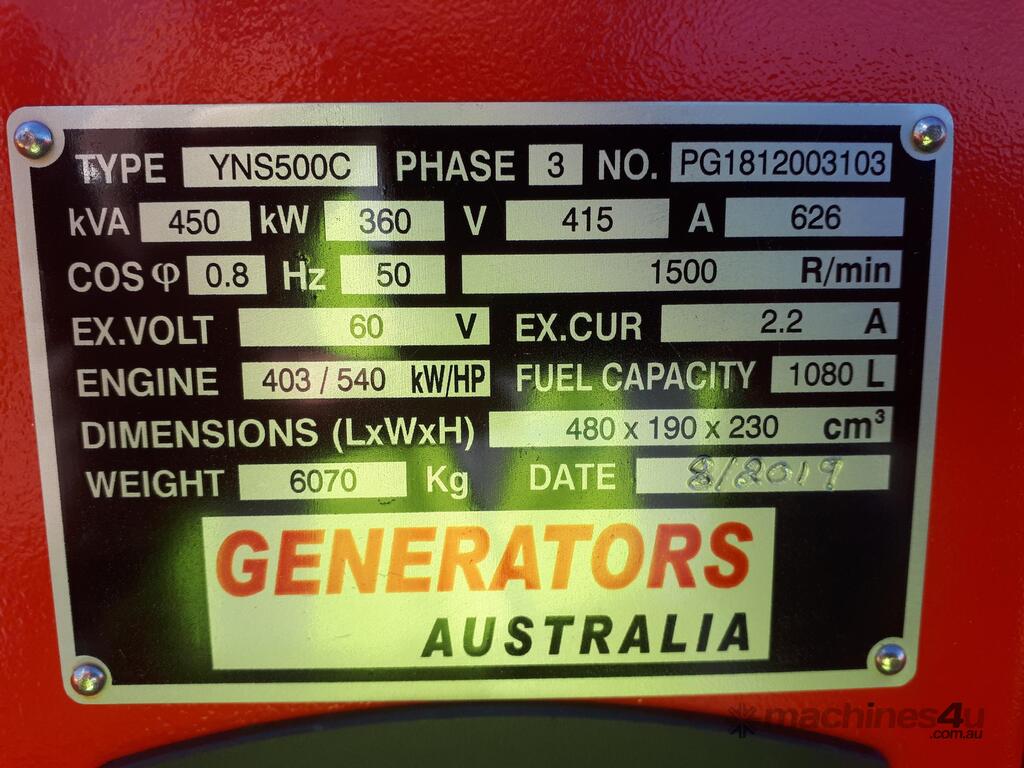 TYPE YNS500C PHASE 3 NO. PG1812003103
kVA 450 kW 360 V 415 A 626
COS φ 0.8 Hz 50 1500 R/min
EX.VOLT 60 V EX.CUR 2.2 A
ENGINE 403 / 540 kW/HP FUEL CAPACITY 1080 L
DIMENSIONS (LxWxH) 480 x 190 x 230 cm³
WEIGHT 6070 Kg DATE 8/2019
GENERATORS
AUSTRALIA
machines4u
.com.au